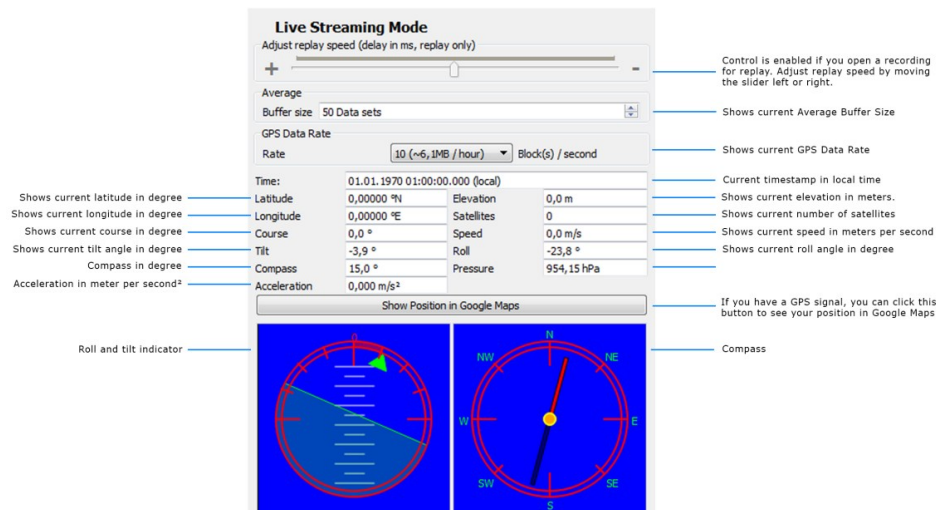 Live Streaming Mode
Adjust replay speed (delay in ms, replay only)
+ -
Control is enabled if you open a recording
for replay. Adjust replay speed by moving
the slider left or right.
Average
Buffer size 50 Data sets
Shows current Average Buffer Size
GPS Data Rate
Rate 10 (~6,1MB / hour) Block(s) / second
Shows current GPS Data Rate
Time: 01.01.1970 01:00:00.000 (local)
Current timestamp in local time
Shows current latitude in degree
Latitude 0,00000 °N Elevation 0,0 m
Shows current elevation in meters.
Shows current longitude in degree
Longitude 0,00000 °E Satellites 0
Shows current number of satellites
Shows current course in degree
Course 0,0 ° Speed 0,0 m/s
Shows current speed in meters per second
Shows current tilt angle in degree
Tilt -3,9 ° Roll -23,8 °
Shows current roll angle in degree
Compass in degree
Compass 15,0 ° Pressure 954,15 hPa
Acceleration in meter per second²
Acceleration 0,000 m/s²
Show Position in Google Maps
If you have a GPS signal, you can click this
button to see your position in Google Maps
Roll and tilt indicator
0
N
NW NE
W E
SW SE
S
Compass